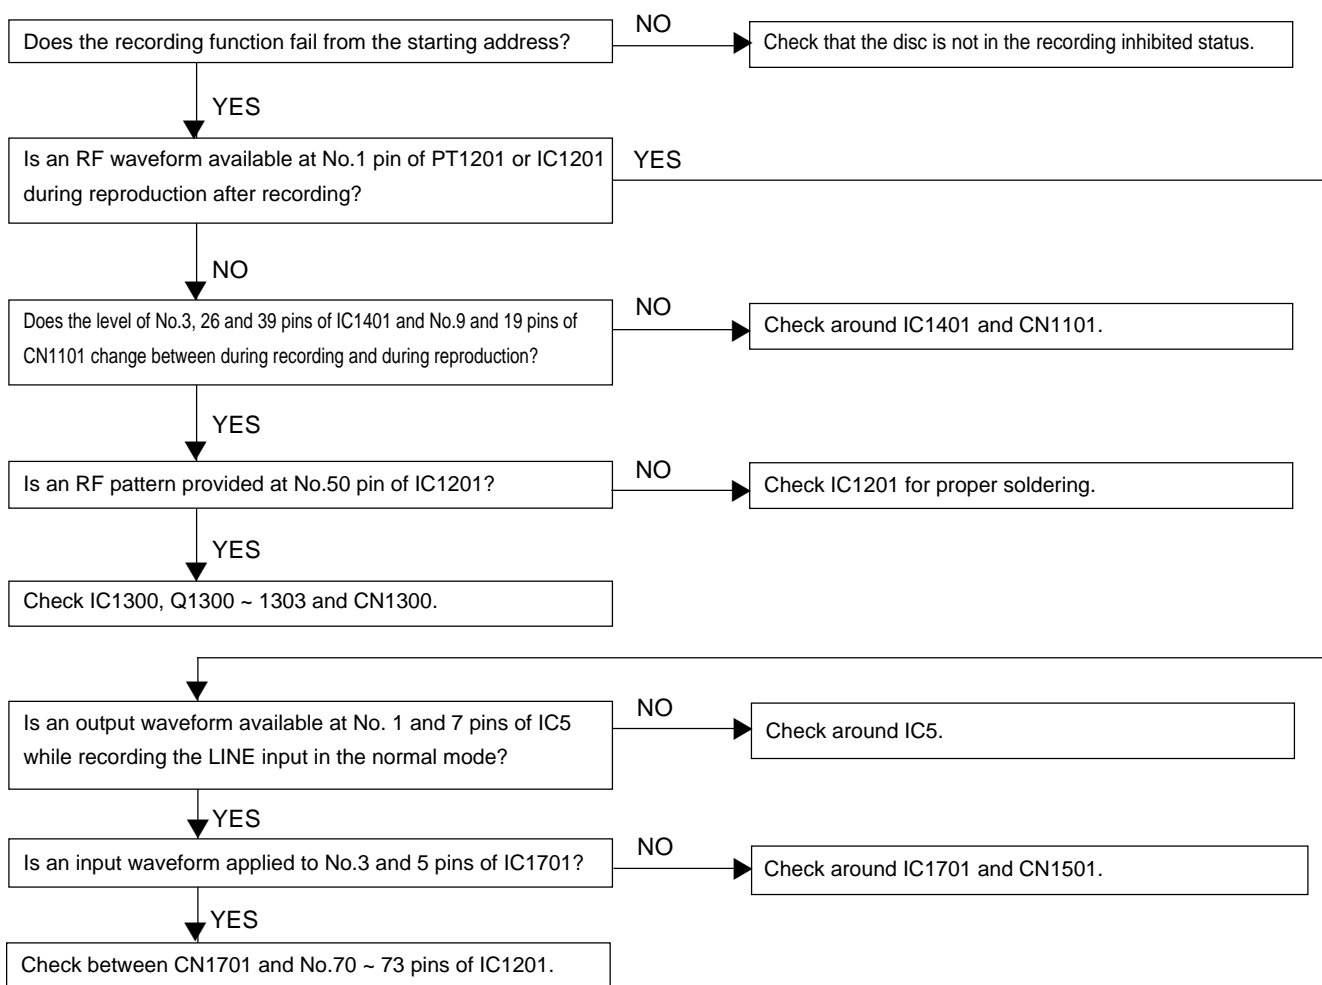 Does the recording function fail from the starting address?
NO
Check that the disc is not in the recording inhibited status.
YES
Is an RF waveform available at No.1 pin of PT1201 or IC1201
during reproduction after recording?
YES
NO
Does the level of No.3, 26 and 39 pins of IC1401 and No.9 and 19 pins of
CN1101 change between during recording and during reproduction?
NO
Check around IC1401 and CN1101.
YES
Is an RF pattern provided at No.50 pin of IC1201?
NO
Check IC1201 for proper soldering.
YES
Check IC1300, Q1300 ~ 1303 and CN1300.
Is an output waveform available at No. 1 and 7 pins of IC5
while recording the LINE input in the normal mode?
NO
Check around IC5.
YES
Is an input waveform applied to No.3 and 5 pins of IC1701?
NO
Check around IC1701 and CN1501.
YES
Check between CN1701 and No.70 ~ 73 pins of IC1201.